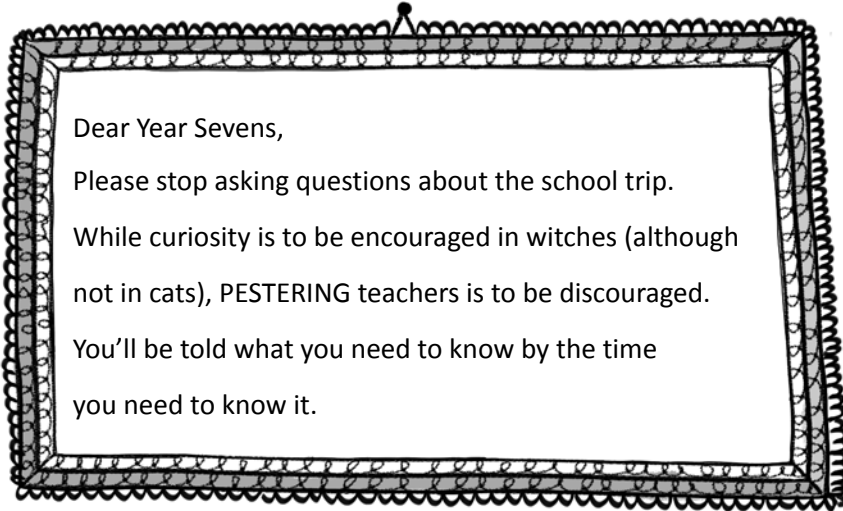 Dear Year Sevens,
Please stop asking questions about the school trip.
While curiosity is to be encouraged in witches (although
not in cats), PESTERING teachers is to be discouraged.
You’ll be told what you need to know by the time
you need to know it.